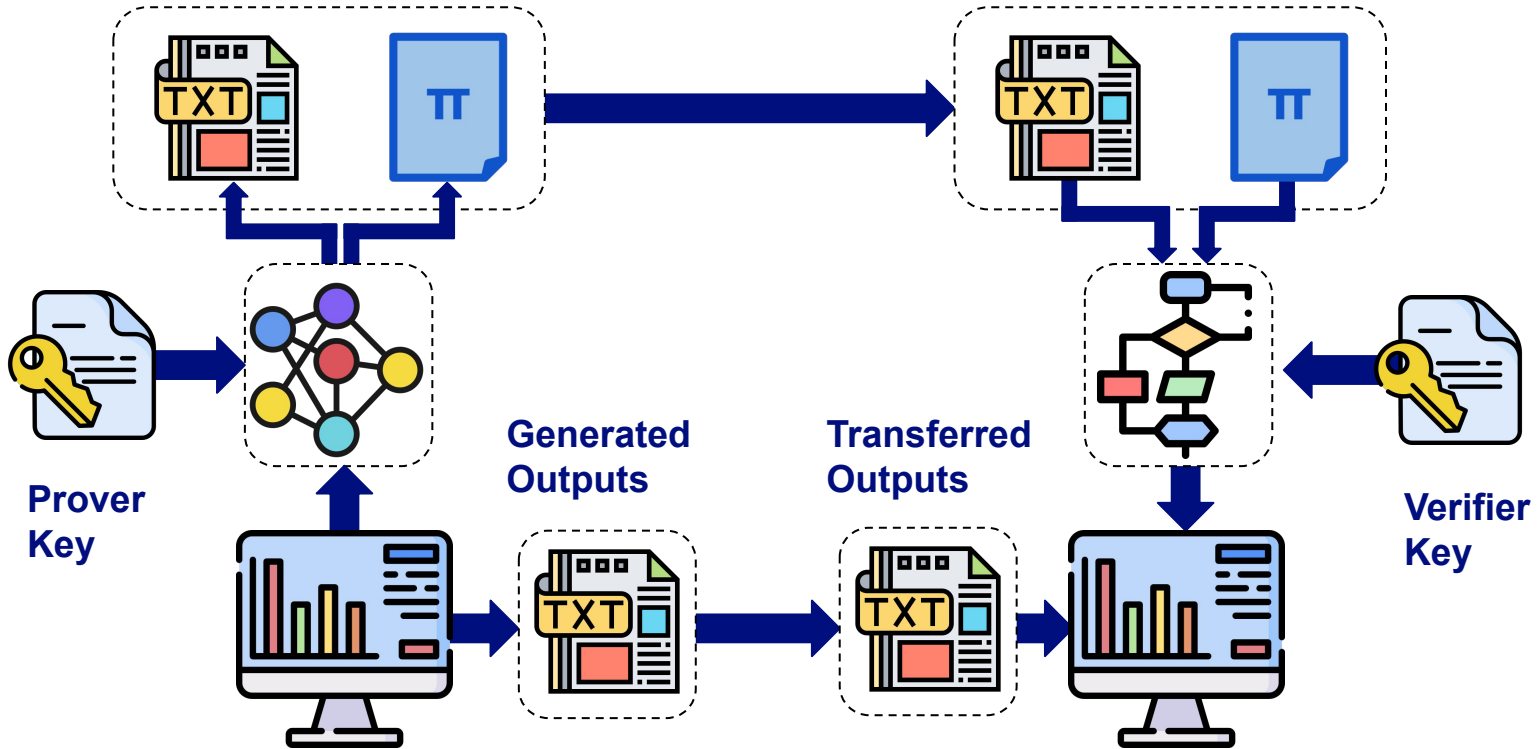 TXT
π
TXT
π
Generated
Outputs
Transferred
Outputs
Prover
Key
Verifier
Key
TXT
TXT